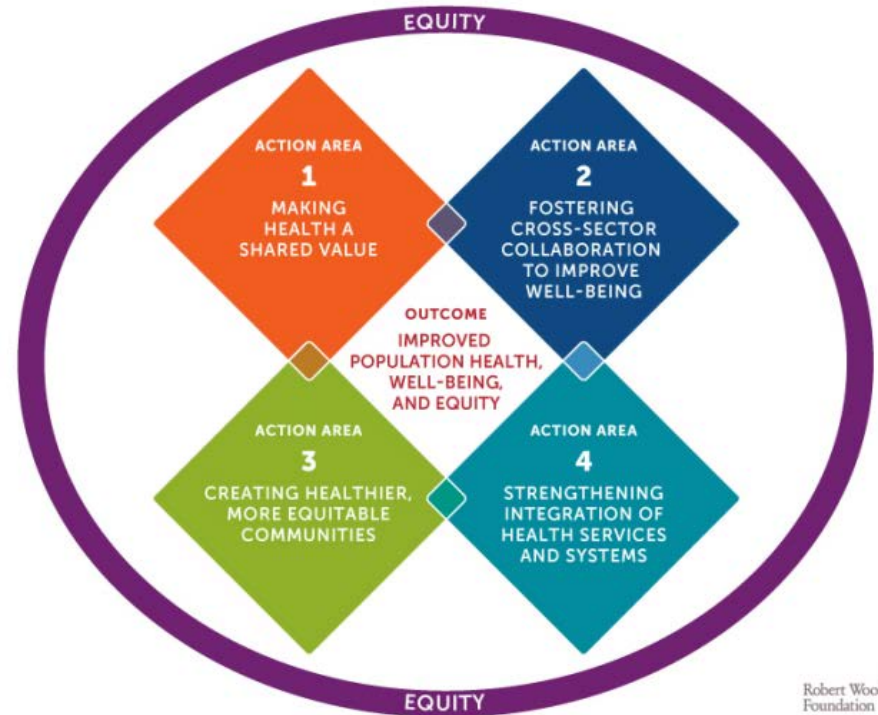 EQUITY
ACTION AREA
1
MAKING
HEALTH A
SHARED VALUE
ACTION AREA
2
FOSTERING
CROSS-SECTOR
COLLABORATION
TO IMPROVE
WELL-BEING
OUTCOME
IMPROVED
POPULATION HEALTH,
WELL-BEING,
AND EQUITY
ACTION AREA
3
CREATING HEALTHIER,
MORE EQUITABLE
COMMUNITIES
ACTION AREA
4
STRENGTHENING
INTEGRATION OF
HEALTH SERVICES
AND SYSTEMS
EQUITY
Robert Woo
Foundation